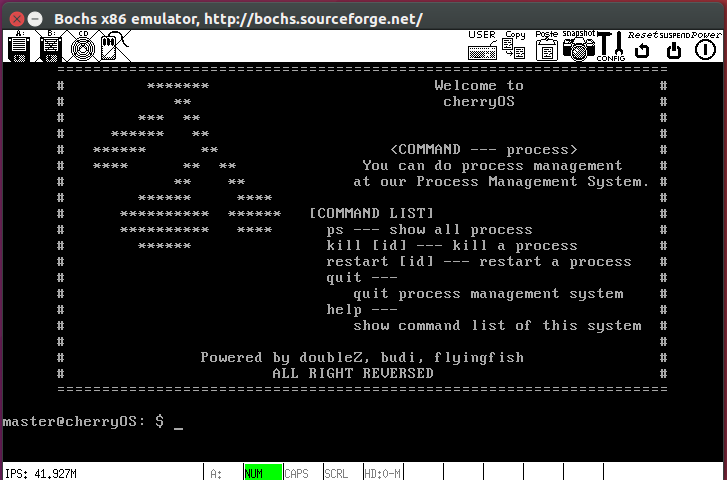 Bochs x86 emulator, http://bochs.sourceforge.net/
A: B: CD USER Copy Paste snapshot CONFIG Reset SUSPEND Power
====================================================================
# ******* Welcome to #
# ** cherryOS #
# *** ** #
# ****** ** #
# ****** ** <COMMAND --- process> #
# **** ** ** You can do process management #
# ** ** at our Process Management System. #
# ****** **** #
# ********** ****** [COMMAND LIST] #
# ********** **** ps --- show all process #
# ****** kill [id] --- kill a process #
# restart [id] --- restart a process #
# quit --- #
# quit process management system #
# help --- #
# show command list of this system #
# #
# Powered by doubleZ, budi, flyingfish #
# ALL RIGHT REVERSED #
====================================================================
master@cherryOS: $ _
IPS: 41.927M A: NUM CAPS SCRL HD:0-M